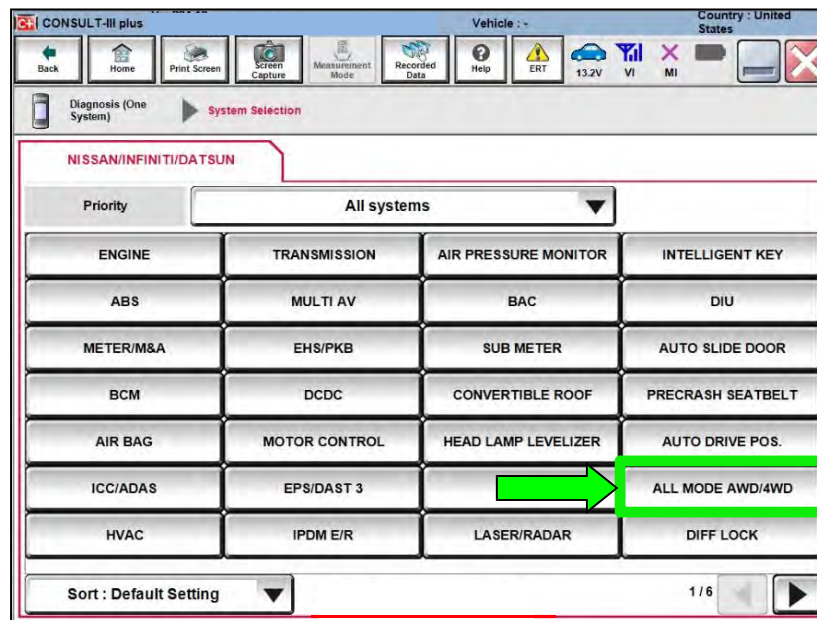 C+ CONSULT-III plus
Vehicle : -
Country : United
States
Back
Home
Print Screen
Screen
Capture
Measurement
Mode
Recorded
Data
Help
ERT
13.2V
VI
MI
Diagnosis (One
System)
System Selection
NISSAN/INFINITI/DATSUN
Priority
All systems
ENGINE TRANSMISSION AIR PRESSURE MONITOR INTELLIGENT KEY
ABS MULTI AV BAC DIU
METER/M&A EHS/PKB SUB METER AUTO SLIDE DOOR
BCM DCDC CONVERTIBLE ROOF PRECRASH SEATBELT
AIR BAG MOTOR CONTROL HEAD LAMP LEVELIZER AUTO DRIVE POS.
ICC/ADAS EPS/DAST 3 ALL MODE AWD/4WD
HVAC IPDM E/R LASER/RADAR DIFF LOCK
Sort : Default Setting
1/6